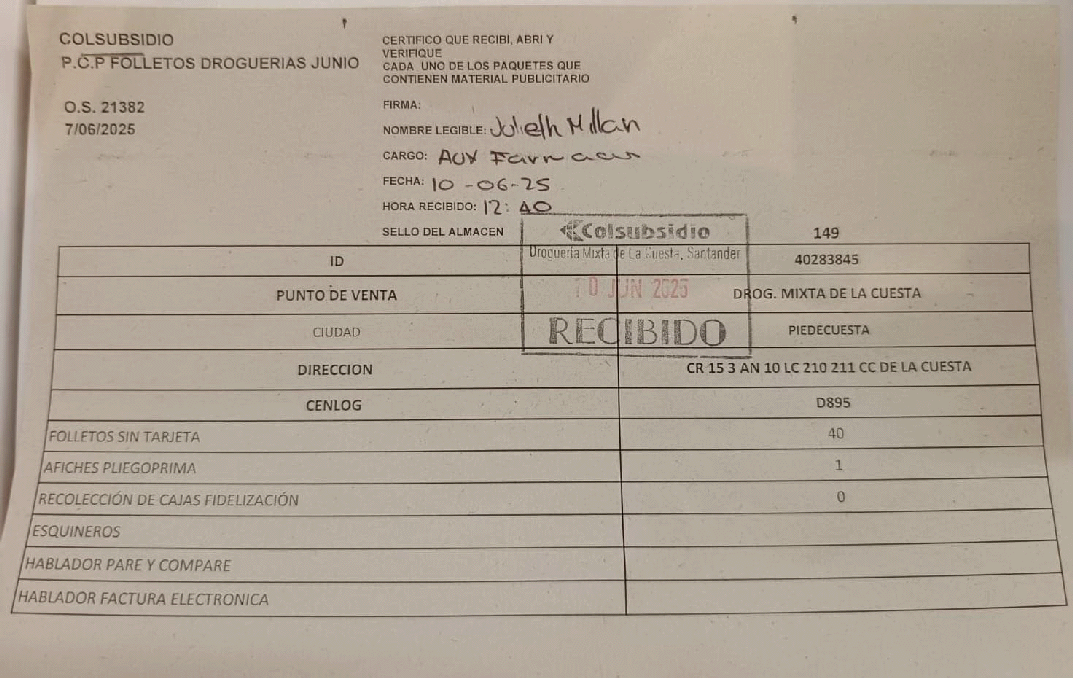 COLSUBSIDIO
P.C.P FOLLETOS DROGUERIAS JUNIO
O.S. 21382
7/06/2025
CERTIFICO QUE RECIBI, ABRI Y
VERIFIQUE
CADA UNO DE LOS PAQUETES QUE
CONTIENEN MATERIAL PUBLICITARIO
FIRMA:
NOMBRE LEGIBLE: Julieth Millan
CARGO: AUX
FECHA: 10-06-25
HORA RECIBIDO: 12:40
SELLO DEL ALMACEN
Colsubsidio
Drogueria Mixta de La Cuesta, Santander
10 JUN 2025
RECIBIDO
149
ID 40283845
PUNTO DE VENTA DROG. MIXTA DE LA CUESTA
CIUDAD PIEDECUESTA
DIRECCION CR 15 3 AN 10 LC 210 211 CC DE LA CUESTA
CENLOG D895
FOLLETOS SIN TARJETA 40
AFICHES PLIEGOPRIMA 1
RECOLECCIÓN DE CAJAS FIDELIZACIÓN 0
ESQUINEROS
HABLADOR PARE Y COMPARE
HABLADOR FACTURA ELECTRONICA